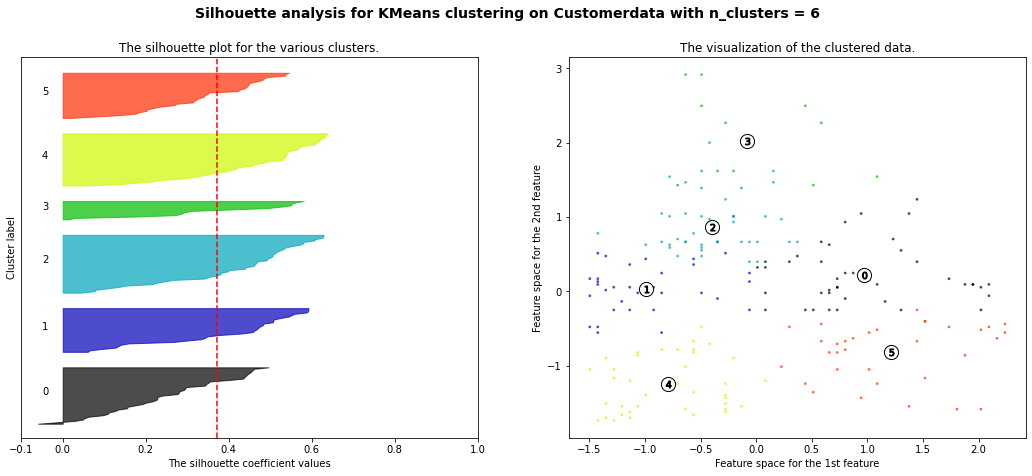 Silhouette analysis for KMeans clustering on Customerdata with n_clusters = 6
The silhouette plot for the various clusters.
5
4
3
2
1
0
Cluster label
−0.1 0.0 0.2 0.4 0.6 0.8 1.0
The silhouette coefficient values
The visualization of the clustered data.
3
2
1
0
−1
Feature space for the 2nd feature
3
2
0
1
5
4
−1.5 −1.0 −0.5 0.0 0.5 1.0 1.5 2.0
Feature space for the 1st feature